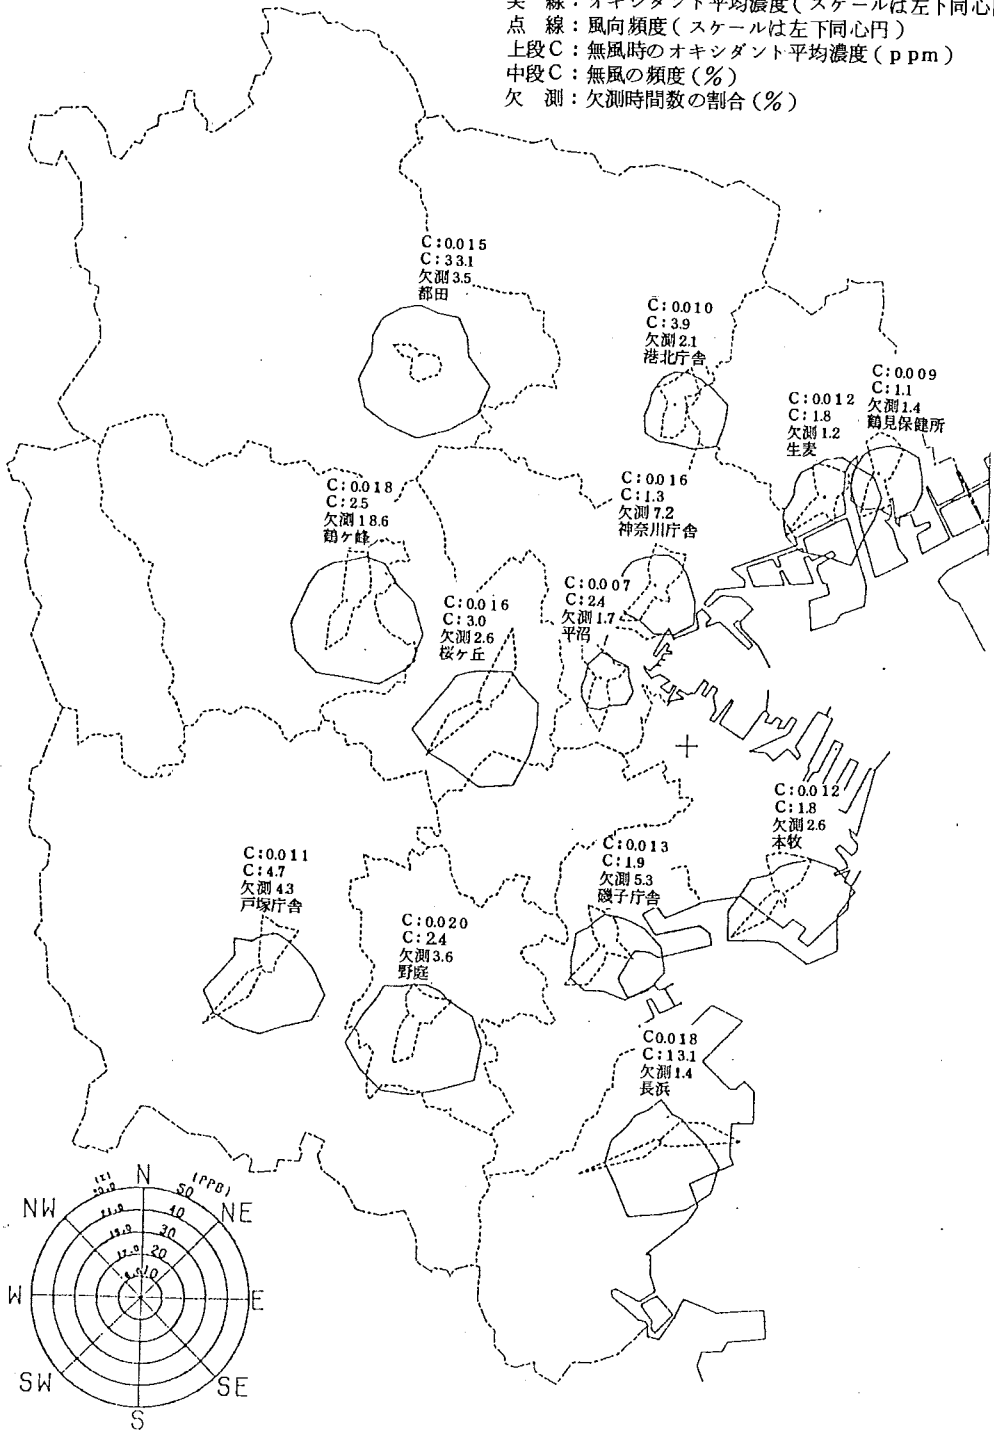 実 線：オキシダント平均濃度(スケールは左下同心円
点 線：風向頻度(スケールは左下同心円)
上段C：無風時のオキシダント平均濃度(ppm)
中段C：無風の頻度(%)
欠 測：欠測時間数の割合(%)
C:0.015
C:33.1
欠測3.5
都田
C:0.010
C:3.9
欠測2.1
港北庁舎
C:0.009
C:1.1
欠測1.4
鶴見保健所
C:0.012
C:1.8
欠測1.2
生麦
C:0.018
C:2.5
欠測18.6
鶴ヶ峰
C:0.016
C:1.3
欠測7.2
神奈川庁舎
C:0.007
C:2.4
欠測1.7
平沼
C:0.016
C:3.0
欠測2.6
桜ヶ丘
C:0.012
C:1.8
欠測2.6
本牧
C:0.013
C:1.9
欠測5.3
磯子庁舎
C:0.011
C:4.7
欠測4.3
戸塚庁舎
C:0.020
C:2.4
欠測3.6
野庭
C0.018
C:13.1
欠測1.4
長浜
N
NE
E
SE
S
SW
W
NW
(PPB)
50
40
30
20
10